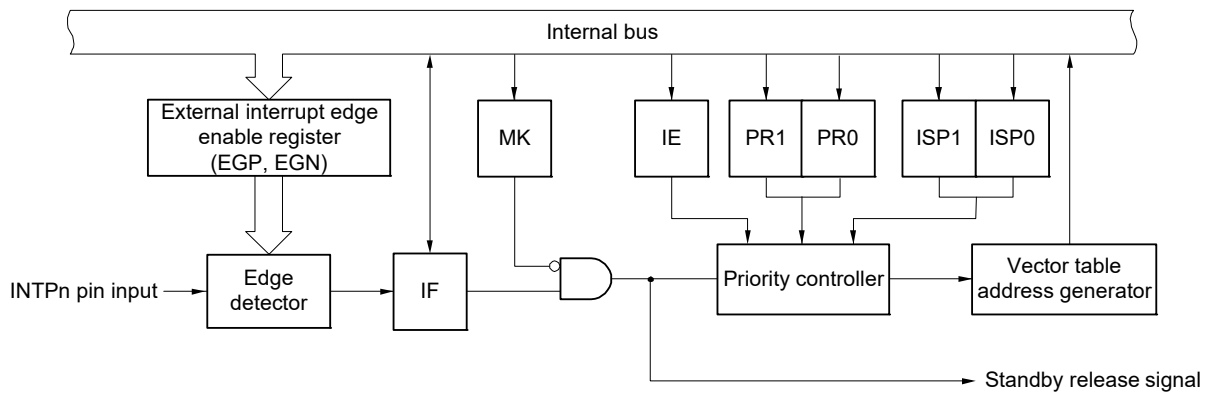 Internal bus
External interrupt edge
enable register
(EGP, EGN)
MK
IE
PR1
PR0
ISP1
ISP0
INTPn pin input
Edge
detector
IF
Priority controller
Vector table
address generator
Standby release signal